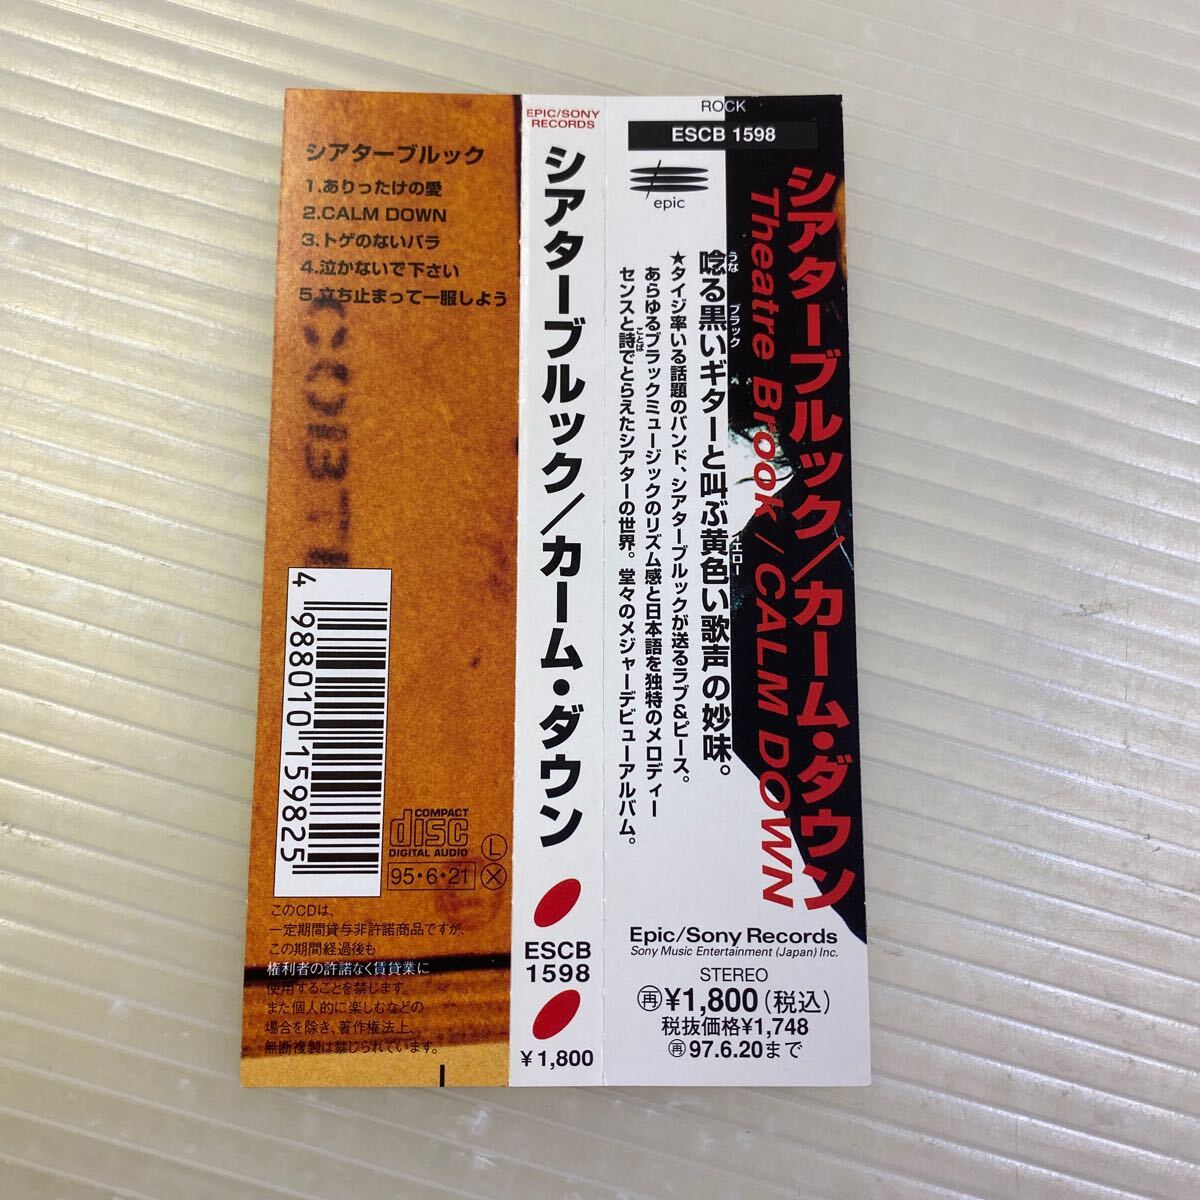 シアターブルック
1.ありったけの愛
2.CALM DOWN
3.トゲのないバラ
4.泣かないで下さい
5.立ち止まって一服しよう
4 988010 159825
COMPACT
disc
DIGITAL AUDIO
95・6・21
L
X
このCDは、
一定期間貸与非許諾商品ですが、
この期間経過後も
権利者の許諾なく賃貸業に
使用することを禁じます。
また個人的に楽しむなどの
場合を除き、著作権法上、
無断複製は禁じられています。
EPIC/SONY
RECORDS
シアターブルック/カーム・ダウン
ESCB
1598
¥1,800
ROCK
ESCB 1598
epic
シアターブルック/カーム・ダウン
Theatre Brook / CALM DOWN
唸る黒いギターと叫ぶ黄色い歌声の妙味。
うな
ブラック
イエロー
★タイジ率いる話題のバンド、シアターブルックが送るラブ&ピース。
あらゆるブラックミュージックのリズム感と日本語を独特のメロディー
センスと詩でとらえたシアターの世界。堂々のメジャーデビューアルバム。
ことば
Epic/Sony Records
Sony Music Entertainment (Japan) Inc.
STEREO
再¥1,800(税込)
税抜価格¥1,748
再97.6.20まで